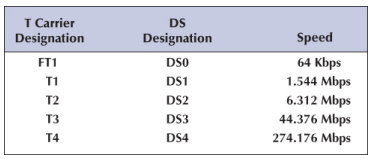 T Carrier DS
Designation Designation Speed
FT1 DS0 64 Kbps
T1 DS1 1.544 Mbps
T2 DS2 6.312 Mbps
T3 DS3 44.376 Mbps
T4 DS4 274.176 Mbps